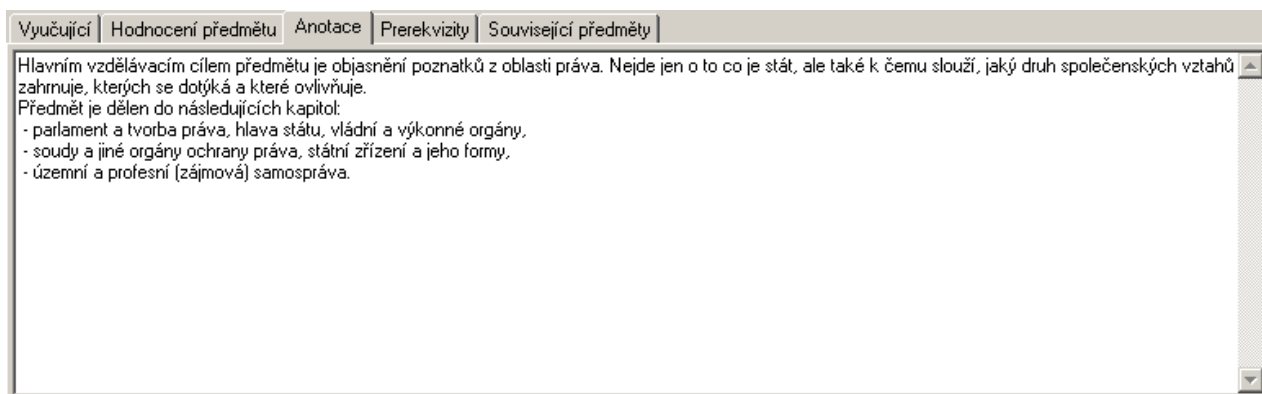 Vyučující Hodnocení předmětu Anotace Prerekvizity Související předměty
Hlavním vzdělávacím cílem předmětu je objasnění poznatků z oblasti práva. Nejde jen o to co je stát, ale také k čemu slouží, jaký druh společenských vztahů
zahrnuje, kterých se dotýká a které ovlivňuje.
Předmět je dělen do následujících kapitol:
- parlament a tvorba práva, hlava státu, vládní a výkonné orgány,
- soudy a jiné orgány ochrany práva, státní zřízení a jeho formy,
- územní a profesní (zájmová) samospráva.